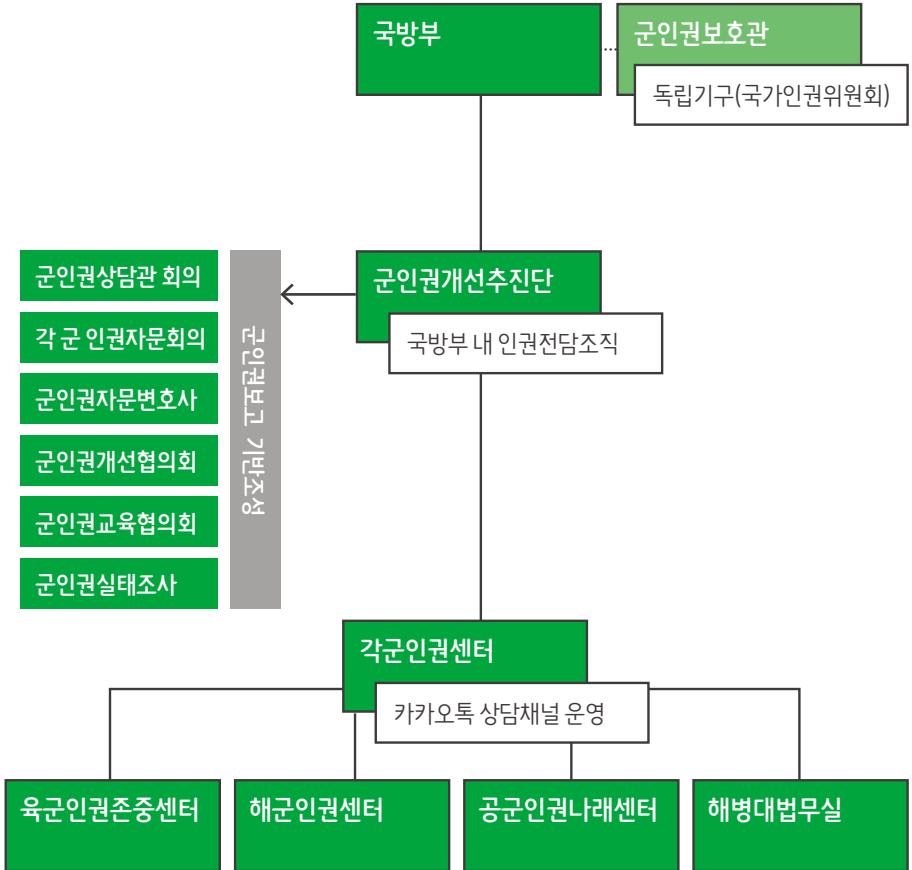 국방부
군인권보호관
독립기구(국가인권위원회)
군인권개선추진단
국방부 내 인권전담조직
군인권보고 기반조성
군인권상담관 회의
각 군 인권자문회의
군인권자문변호사
군인권개선협의회
군인권교육협의회
군인권실태조사
각군인권센터
카카오톡 상담채널 운영
육군인권존중센터
해군인권센터
공군인권나래센터
해병대법무실